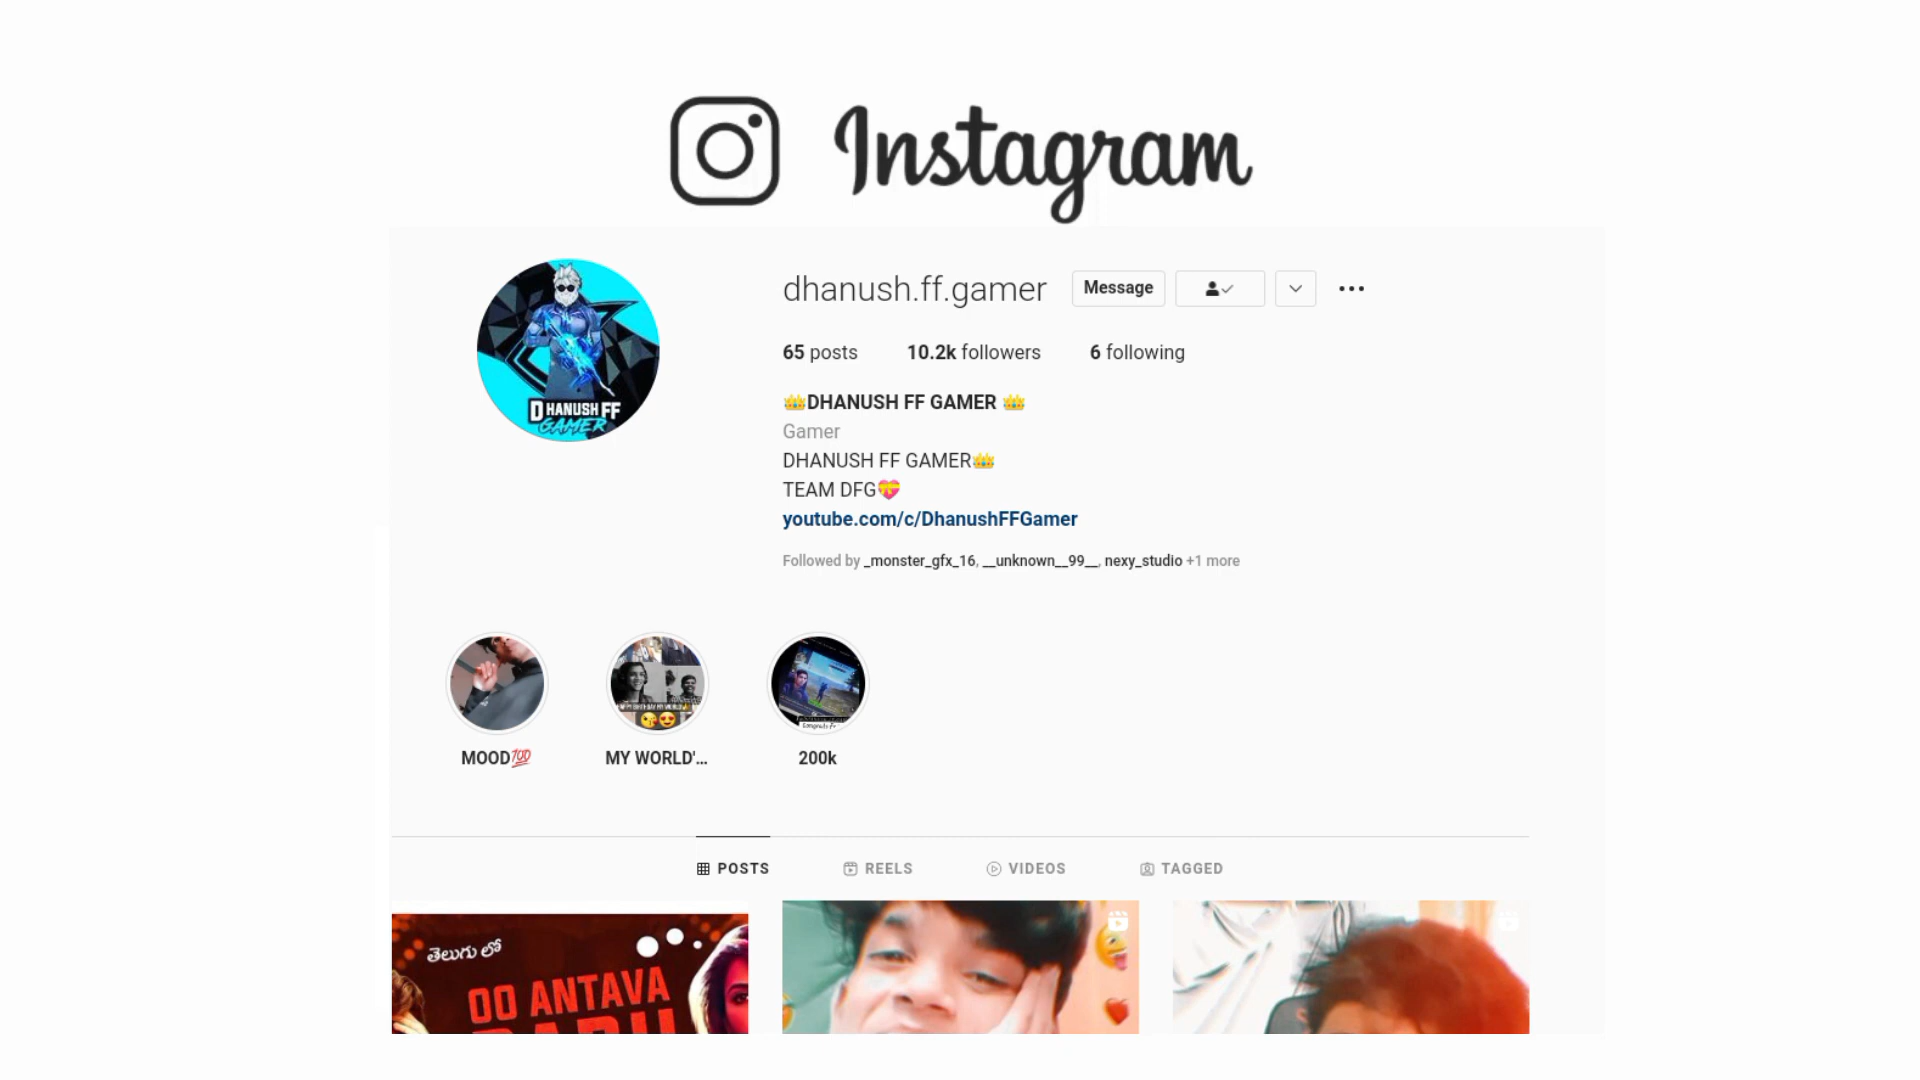 Instagram
dhanush.ff.gamer Message
65 posts 10.2k followers 6 following
👑DHANUSH FF GAMER 👑
Gamer
DHANUSH FF GAMER👑
TEAM DFG💝
youtube.com/c/DhanushFFGamer
Followed by _monster_gfx_16, __unknown__99__, nexy_studio +1 more
DHANUSH FF
GAMER
MOOD💯 MY WORLD'... 200k
POSTS REELS VIDEOS TAGGED
తెలుగు లో
OO ANTAVA